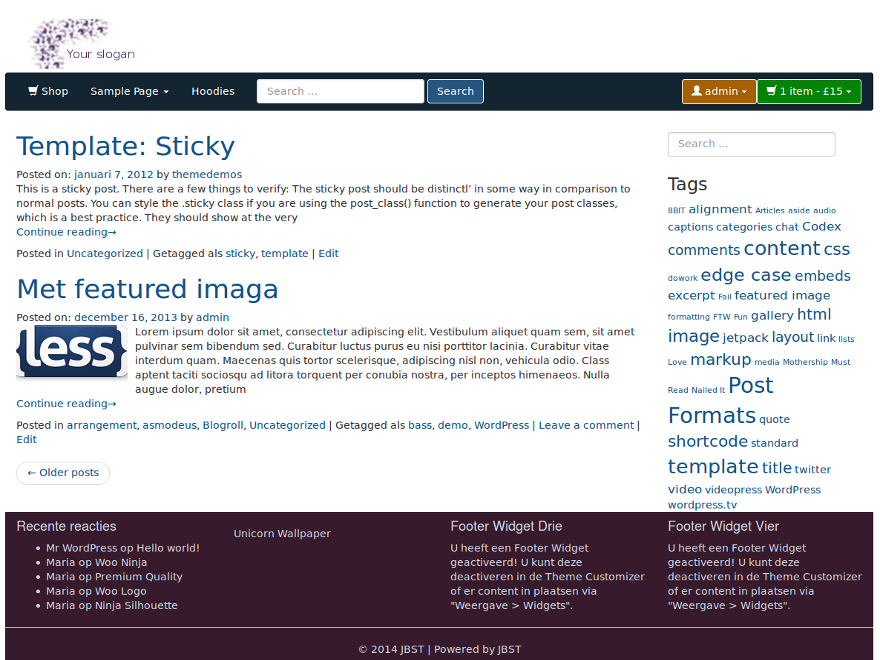 Your slogan
Shop Sample Page Hoodies Search ... Search admin 1 item - £15
Template: Sticky
Posted on: januari 7, 2012 by themedemos
This is a sticky post. There are a few things to verify: The sticky post should be distinctl’ in some way in comparison to
normal posts. You can style the .sticky class if you are using the post_class() function to generate your post classes,
which is a best practice. They should show at the very
Continue reading→
Posted in Uncategorized | Getagged als sticky, template | Edit
Met featured imaga
Posted on: december 16, 2013 by admin
less
Lorem ipsum dolor sit amet, consectetur adipiscing elit. Vestibulum aliquet quam sem, sit amet
pulvinar sem bibendum sed. Curabitur luctus purus eu nisi porttitor lacinia. Curabitur vitae
interdum quam. Maecenas quis tortor scelerisque, adipiscing nisl non, vehicula odio. Class
aptent taciti sociosqu ad litora torquent per conubia nostra, per inceptos himenaeos. Nulla
augue dolor, pretium
Continue reading→
Posted in arrangement, asmodeus, Blogroll, Uncategorized | Getagged als bass, demo, WordPress | Leave a comment |
Edit
← Older posts
Search ...
Tags
8BIT alignment Articles aside audio
captions categories chat Codex
comments content css
dowork edge case embeds
excerpt Fail featured image
formatting FTW Fun gallery html
image jetpack layout link lists
Love markup media Mothership Must
Read Nailed It Post
Formats quote
shortcode standard
template title twitter
video videopress WordPress
wordpress.tv
Recente reacties
Mr WordPress op Hello world!
Maria op Woo Ninja
Maria op Premium Quality
Maria op Woo Logo
Maria op Ninja Silhouette
Unicorn Wallpaper
Footer Widget Drie
U heeft een Footer Widget
geactiveerd! U kunt deze
deactiveren in de Theme Customizer
of er content in plaatsen via
"Weergave > Widgets".
Footer Widget Vier
U heeft een Footer Widget
geactiveerd! U kunt deze
deactiveren in de Theme Customizer
of er content in plaatsen via
"Weergave > Widgets".
© 2014 JBST | Powered by JBST